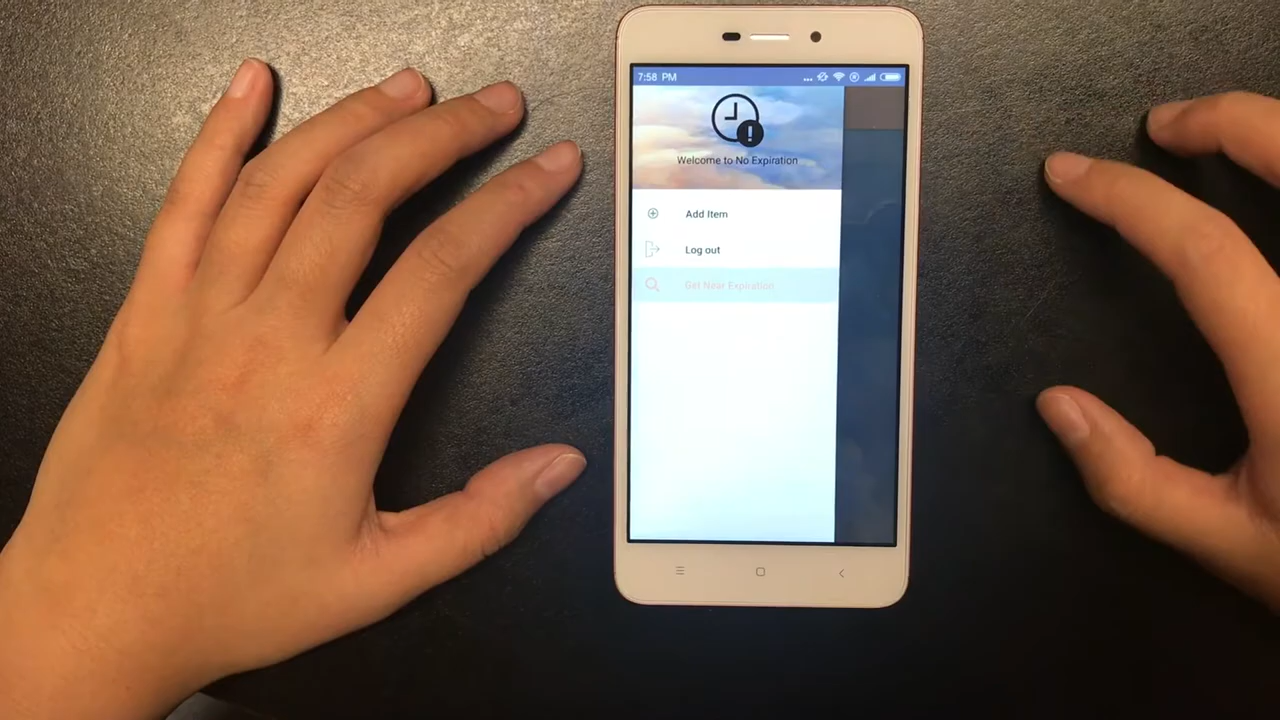 7:58 PM
Welcome to No Expiration
Add Item
Log out
Get Near Expiration